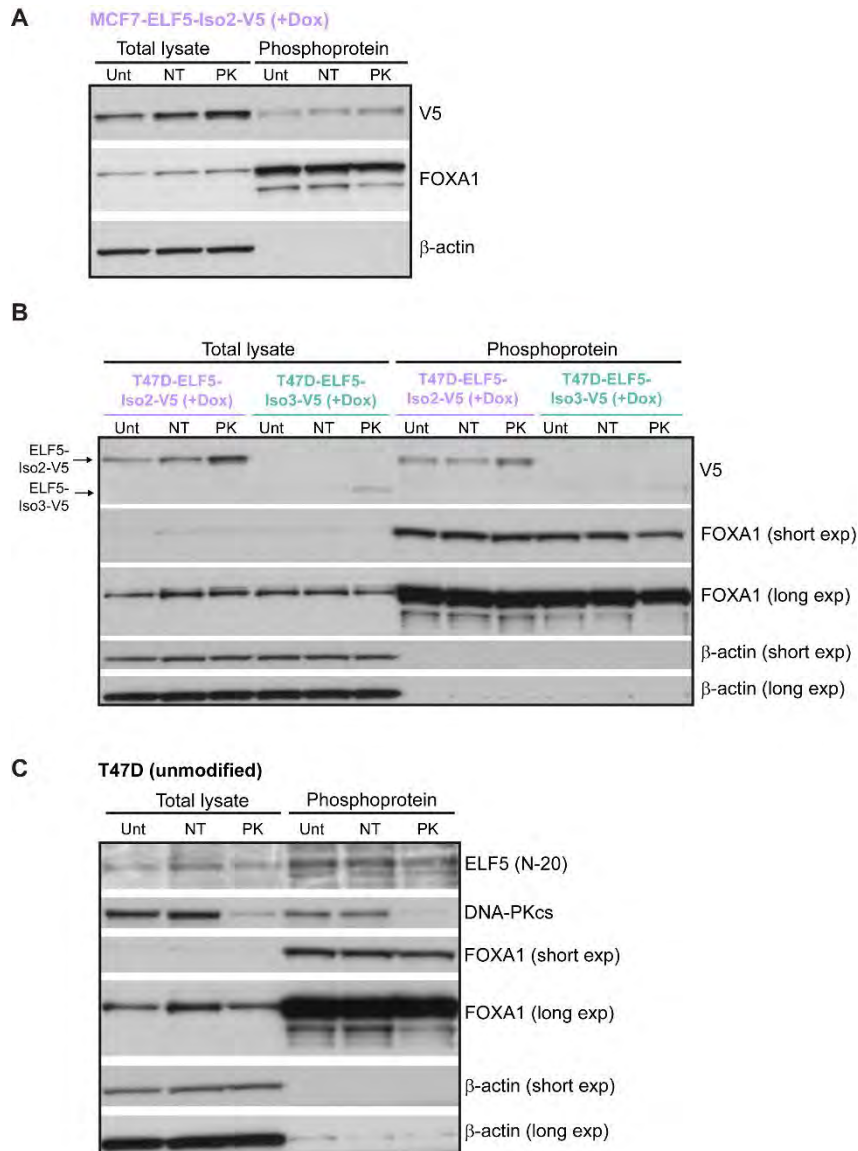 A
MCF7-ELF5-Iso2-V5 (+Dox)
Total lysate Phosphoprotein
Unt NT PK Unt NT PK
V5
FOXA1
β-actin
B
Total lysate Phosphoprotein
T47D-ELF5- T47D-ELF5- T47D-ELF5- T47D-ELF5-
Iso2-V5 (+Dox) Iso3-V5 (+Dox) Iso2-V5 (+Dox) Iso3-V5 (+Dox)
Unt NT PK Unt NT PK Unt NT PK Unt NT PK
ELF5-
Iso2-V5
V5
ELF5-
Iso3-V5
FOXA1 (short exp)
FOXA1 (long exp)
β-actin (short exp)
β-actin (long exp)
C
T47D (unmodified)
Total lysate Phosphoprotein
Unt NT PK Unt NT PK
ELF5 (N-20)
DNA-PKcs
FOXA1 (short exp)
FOXA1 (long exp)
β-actin (short exp)
β-actin (long exp)